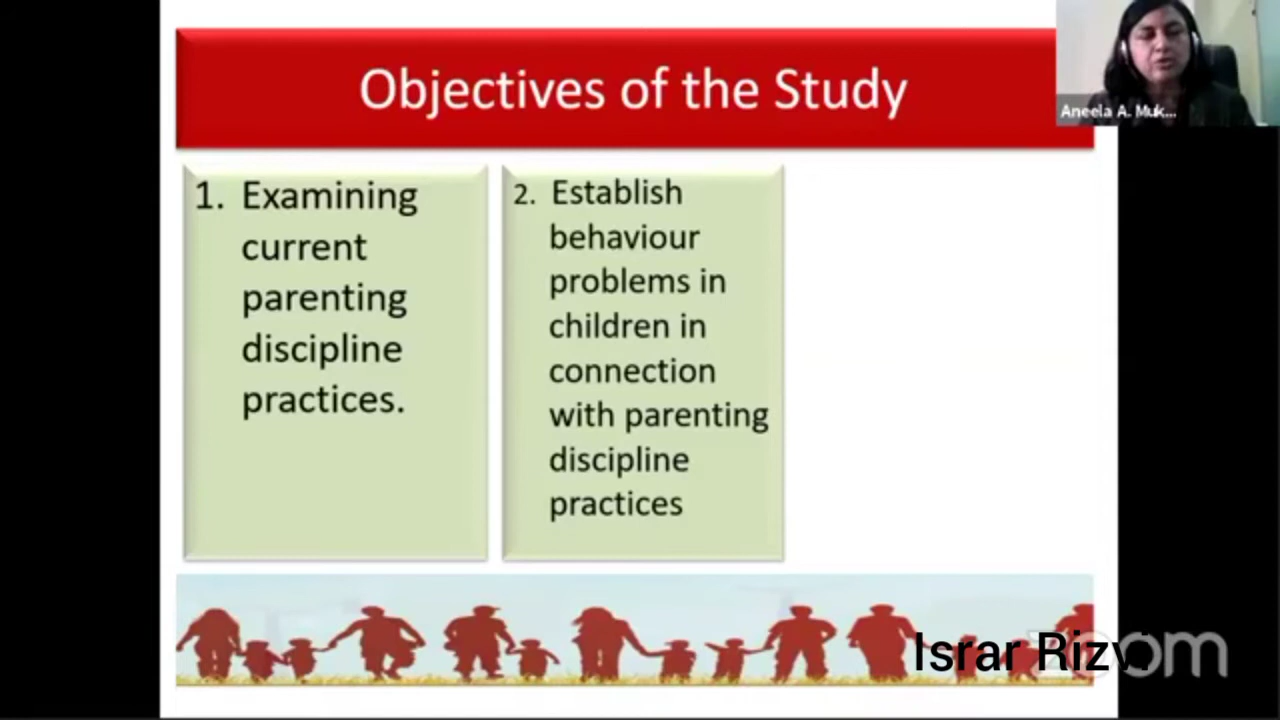 Objectives of the Study
Aneela A. Muk...
1. Examining
current
parenting
discipline
practices.
2. Establish
behaviour
problems in
children in
connection
with parenting
discipline
practices
Israr Rizvi
zoom